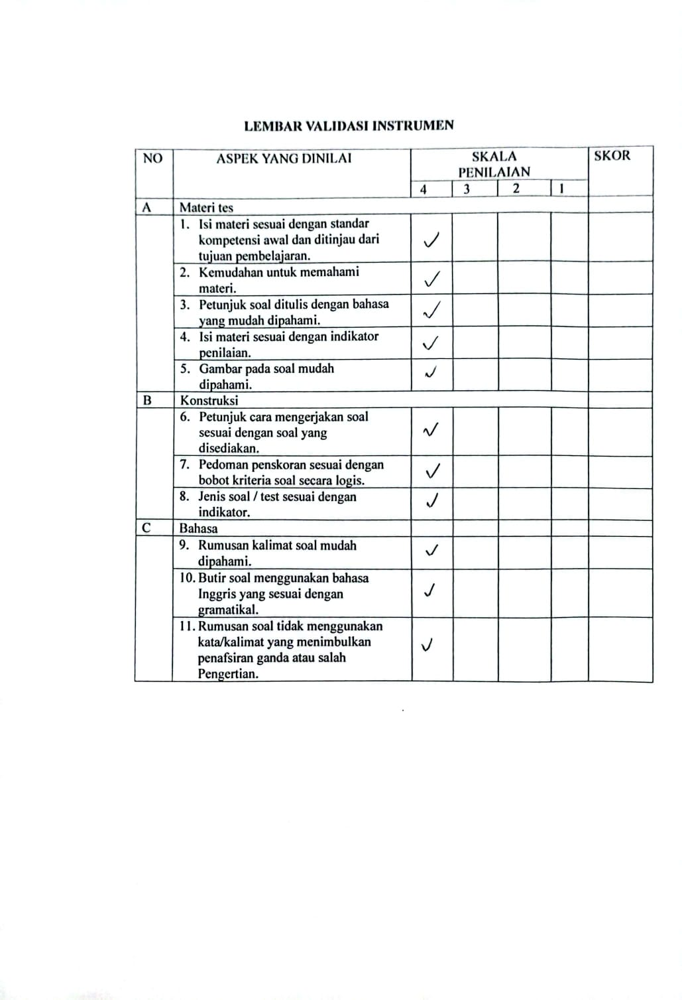 LEMBAR VALIDASI INSTRUMEN
NO ASPEK YANG DINILAI SKALA SKOR
PENILAIAN
4 3 2 1
A Materi tes
1. Isi materi sesuai dengan standar
kompetensi awal dan ditinjau dari
tujuan pembelajaran. ✓
2. Kemudahan untuk memahami
materi. ✓
3. Petunjuk soal ditulis dengan bahasa
yang mudah dipahami. ✓
4. Isi materi sesuai dengan indikator
penilaian. ✓
5. Gambar pada soal mudah
dipahami. ✓
B Konstruksi
6. Petunjuk cara mengerjakan soal
sesuai dengan soal yang
disediakan. ✓
7. Pedoman penskoran sesuai dengan
bobot kriteria soal secara logis. ✓
8. Jenis soal / test sesuai dengan
indikator. ✓
C Bahasa
9. Rumusan kalimat soal mudah
dipahami. ✓
10. Butir soal menggunakan bahasa
Inggris yang sesuai dengan
gramatikal. ✓
11. Rumusan soal tidak menggunakan
kata/kalimat yang menimbulkan
penafsiran ganda atau salah
Pengertian. ✓